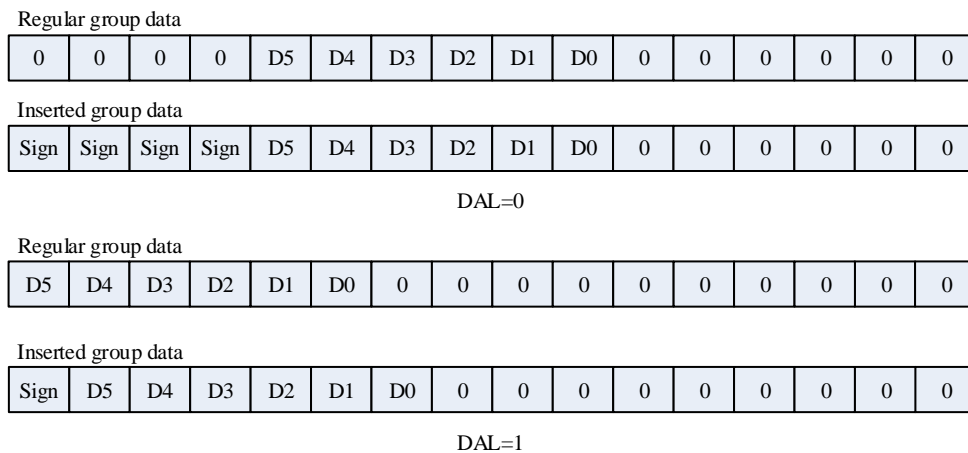 Regular group data
0 0 0 0 D5 D4 D3 D2 D1 D0 0 0 0 0 0 0
Inserted group data
Sign Sign Sign Sign D5 D4 D3 D2 D1 D0 0 0 0 0 0 0
DAL=0
Regular group data
D5 D4 D3 D2 D1 D0 0 0 0 0 0 0 0 0 0 0
Inserted group data
Sign D5 D4 D3 D2 D1 D0 0 0 0 0 0 0 0 0 0
DAL=1